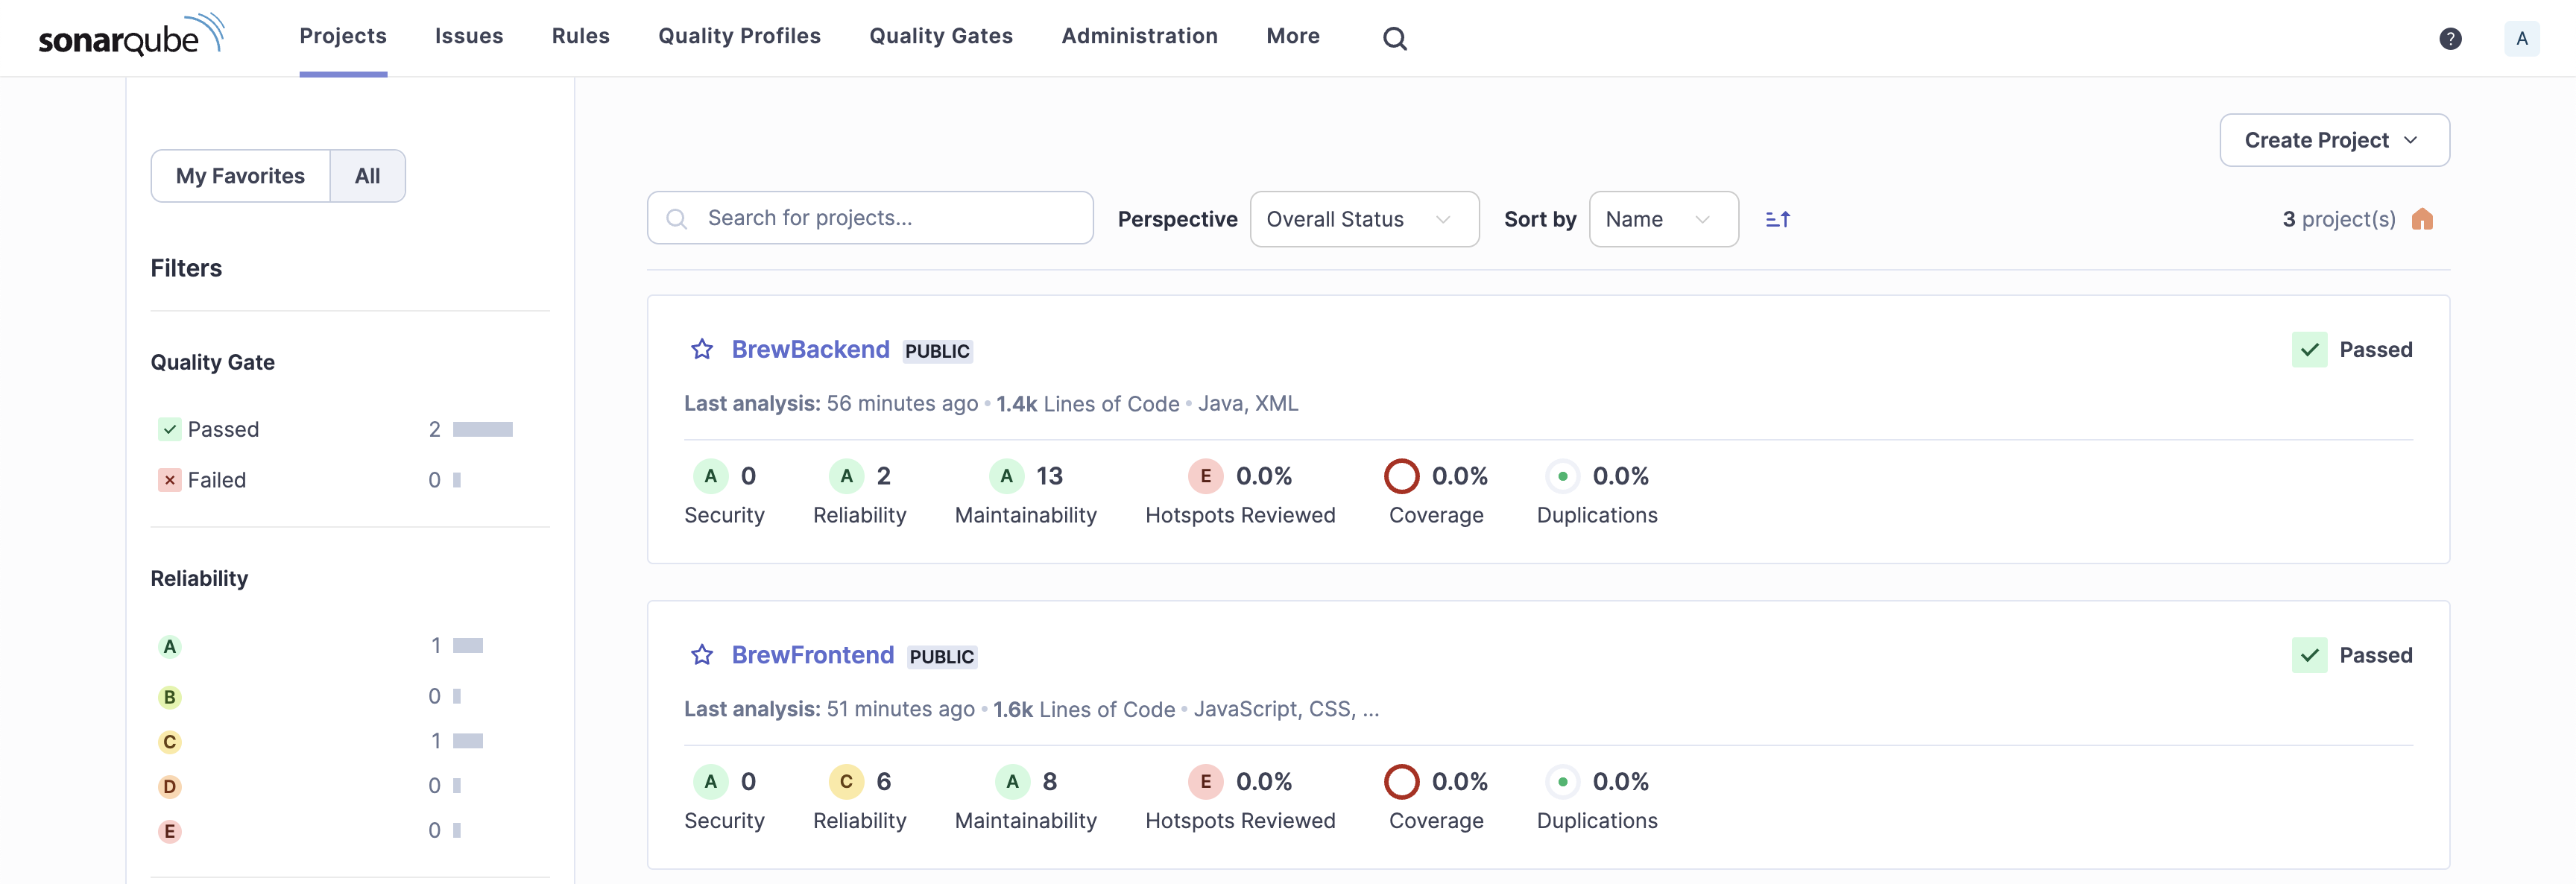 sonarqube Projects Issues Rules Quality Profiles Quality Gates Administration More ? A
My Favorites All
Filters
Quality Gate
Passed 2
Failed 0
Reliability
A 1
B 0
C 1
D 0
E 0
Create Project
Search for projects... Perspective Overall Status Sort by Name 3 project(s)
BrewBackend PUBLIC Passed
Last analysis: 56 minutes ago • 1.4k Lines of Code • Java, XML
A 0 A 2 A 13 E 0.0% 0.0% 0.0%
Security Reliability Maintainability Hotspots Reviewed Coverage Duplications
BrewFrontend PUBLIC Passed
Last analysis: 51 minutes ago • 1.6k Lines of Code • JavaScript, CSS, ...
A 0 C 6 A 8 E 0.0% 0.0% 0.0%
Security Reliability Maintainability Hotspots Reviewed Coverage Duplications